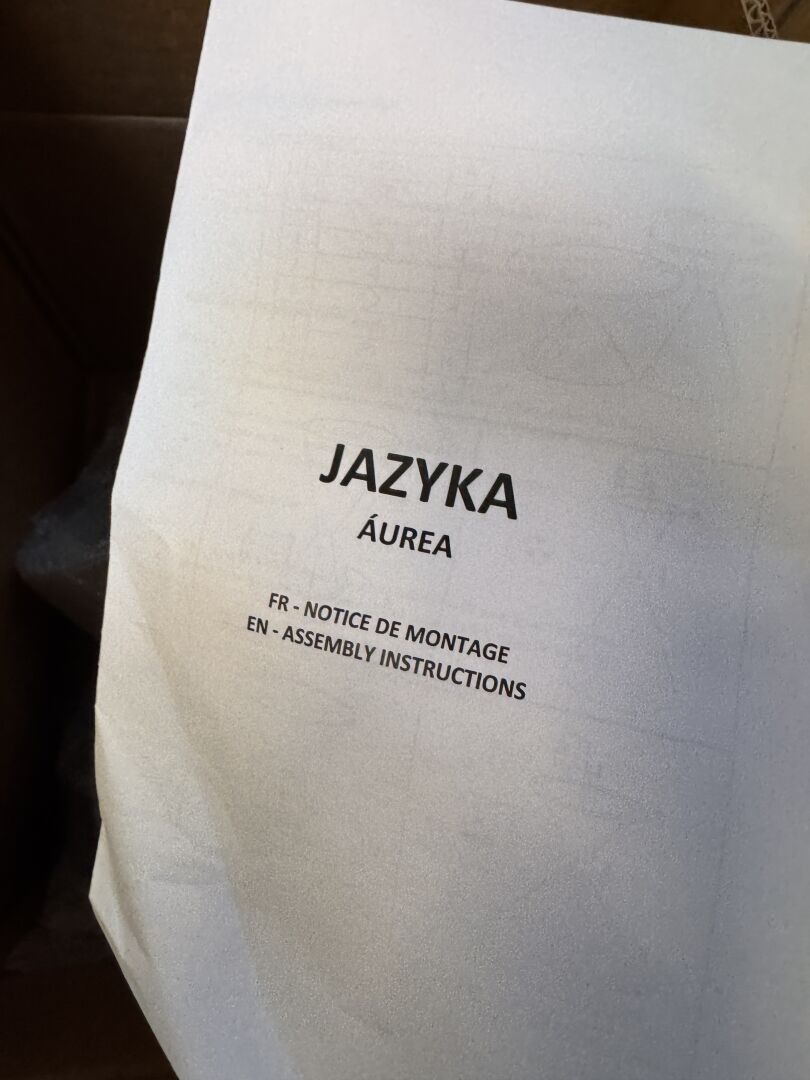 JAZYKA
ÁUREA
FR - NOTICE DE MONTAGE
EN - ASSEMBLY INSTRUCTIONS